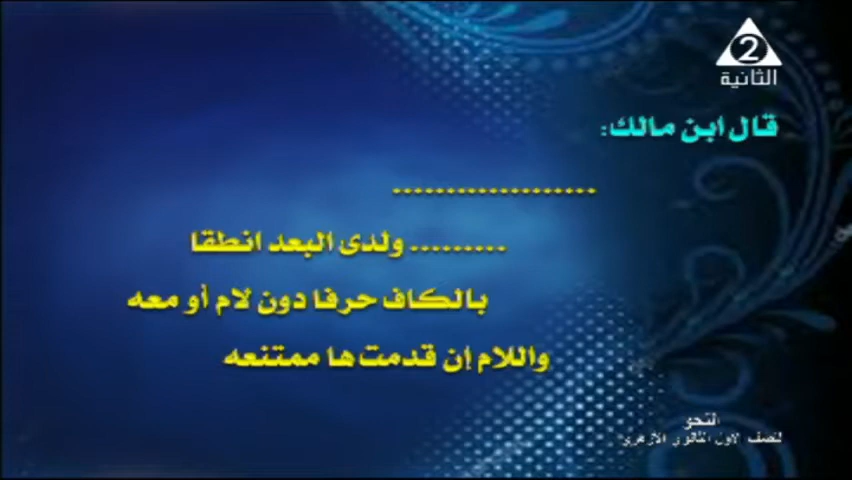 2
الثانية
قال ابن مالك:
...................
......... ولدى البعد انطقا
بالكاف حرفا دون لام أو معه
واللام إن قدمت ها ممتنعه
النحو
للصف الأول الثانوي الأزهري